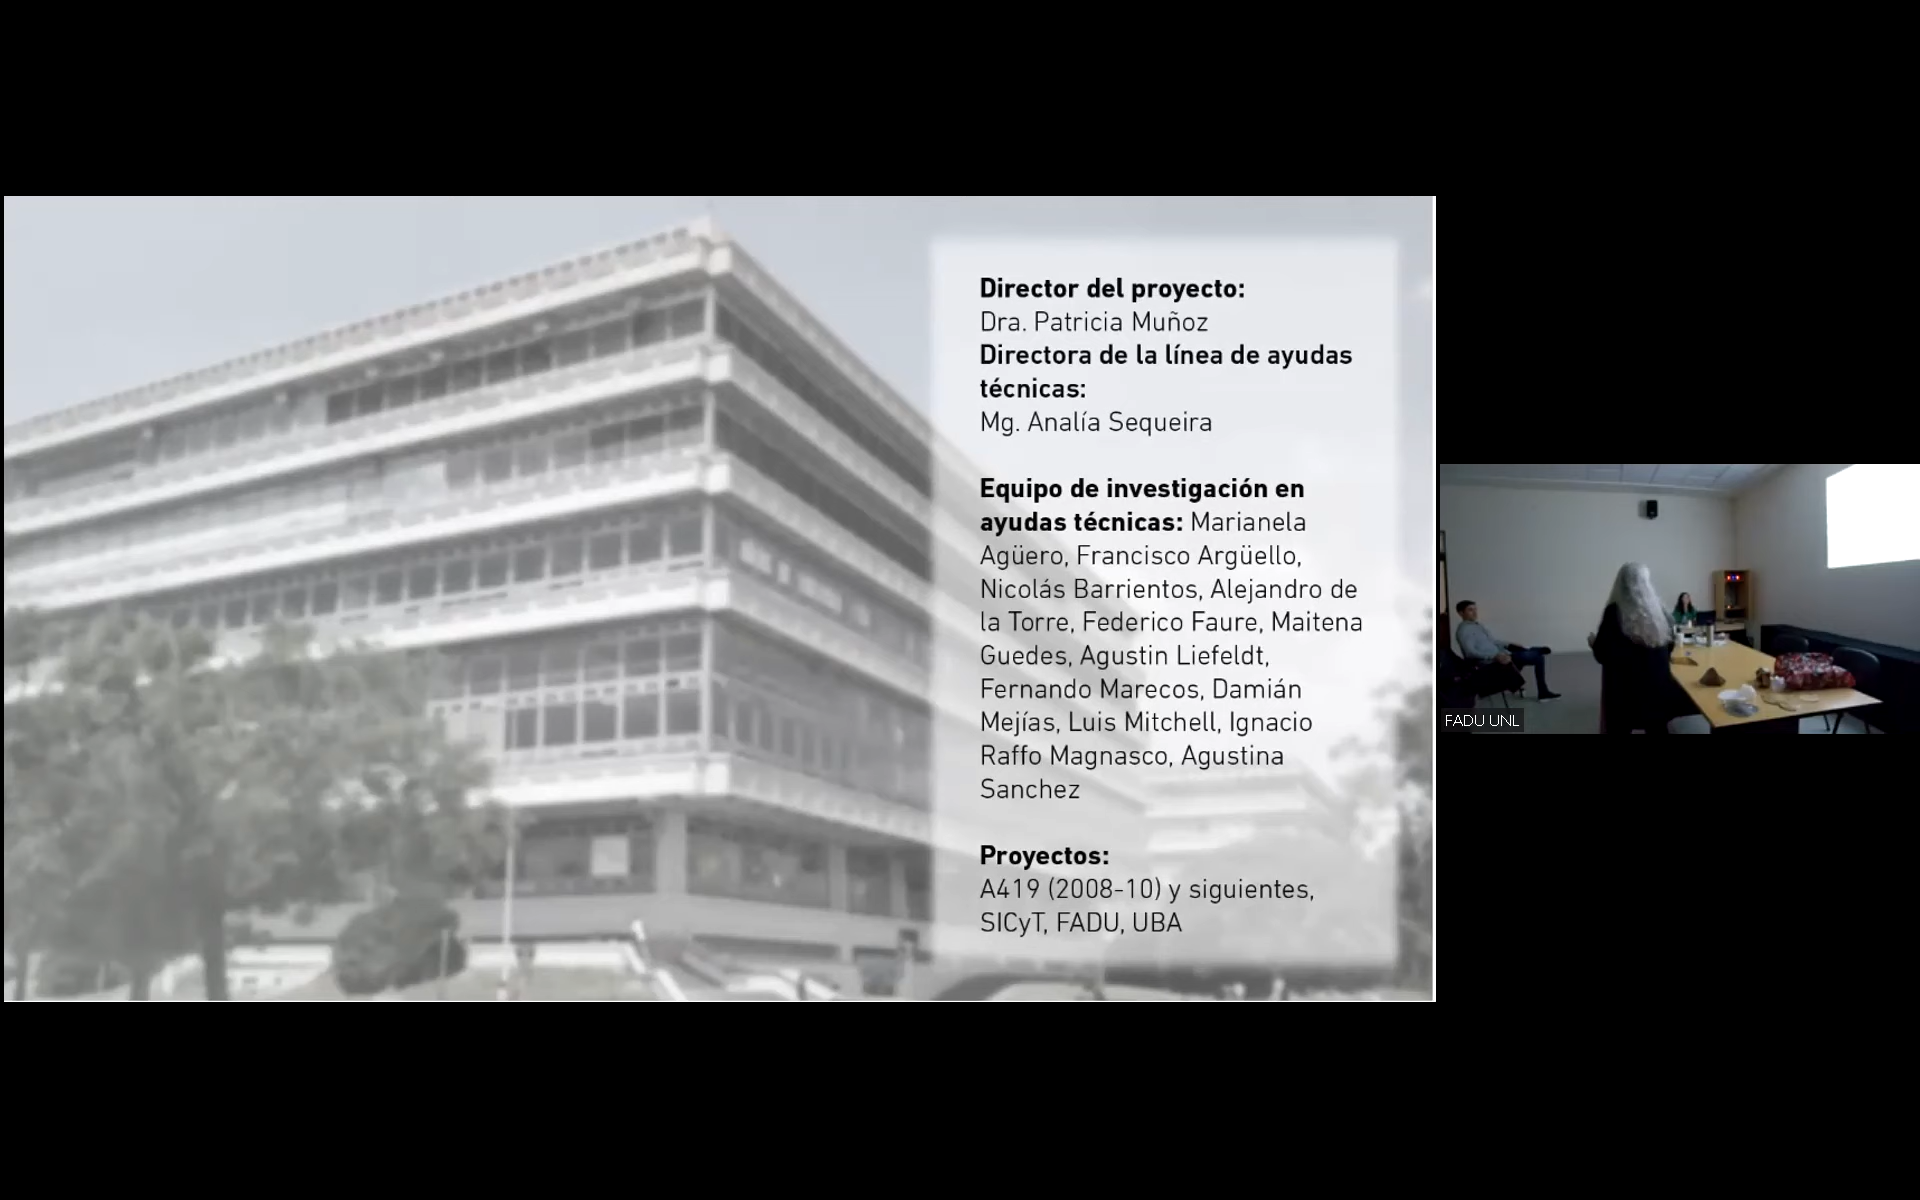 Director del proyecto:
Dra. Patricia Muñoz
Directora de la línea de ayudas
técnicas:
Mg. Analía Sequeira
Equipo de investigación en
ayudas técnicas: Marianela
Agüero, Francisco Argüello,
Nicolás Barrientos, Alejandro de
la Torre, Federico Faure, Maitena
Guedes, Agustin Liefeldt,
Fernando Marecos, Damián
Mejías, Luis Mitchell, Ignacio
Raffo Magnasco, Agustina
Sanchez
Proyectos:
A419 (2008-10) y siguientes,
SICyT, FADU, UBA
FADU UNL